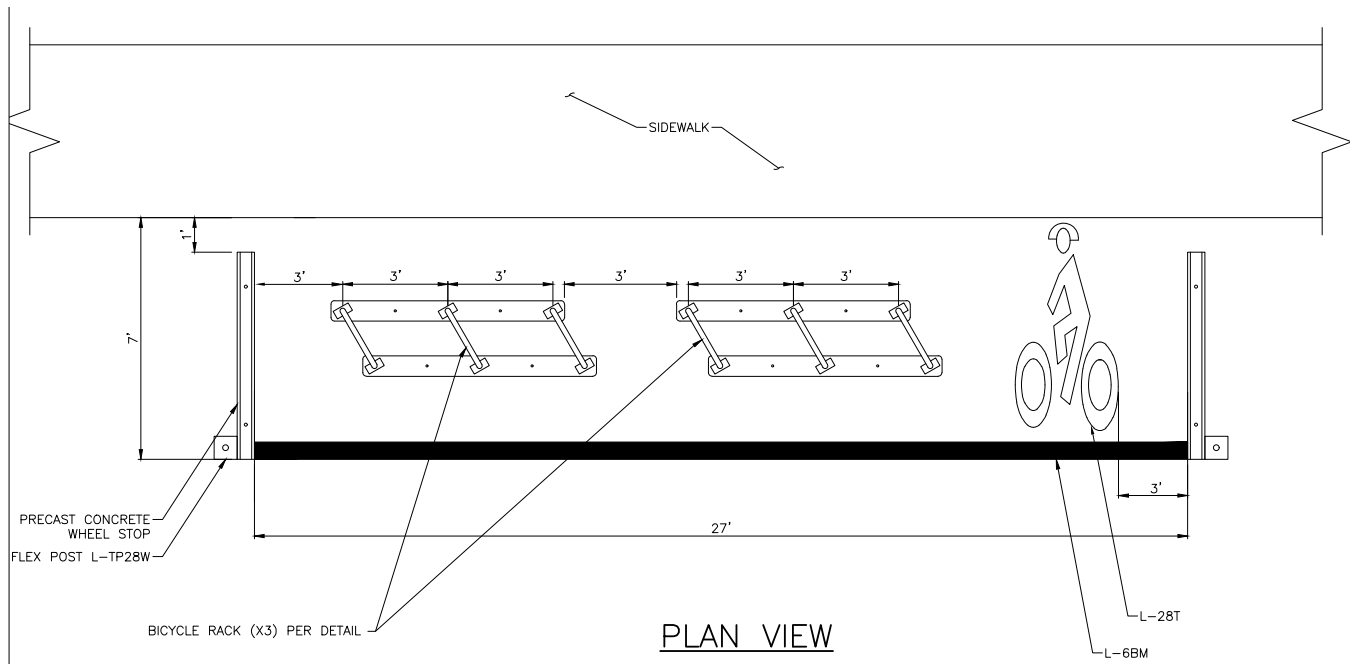 SIDEWALK
1'
7'
3'
3'
3'
3'
3'
3'
3'
27'
PRECAST CONCRETE
WHEEL STOP
FLEX POST L-TP28W
BICYCLE RACK (X3) PER DETAIL
L-28T
L-6BM
PLAN VIEW